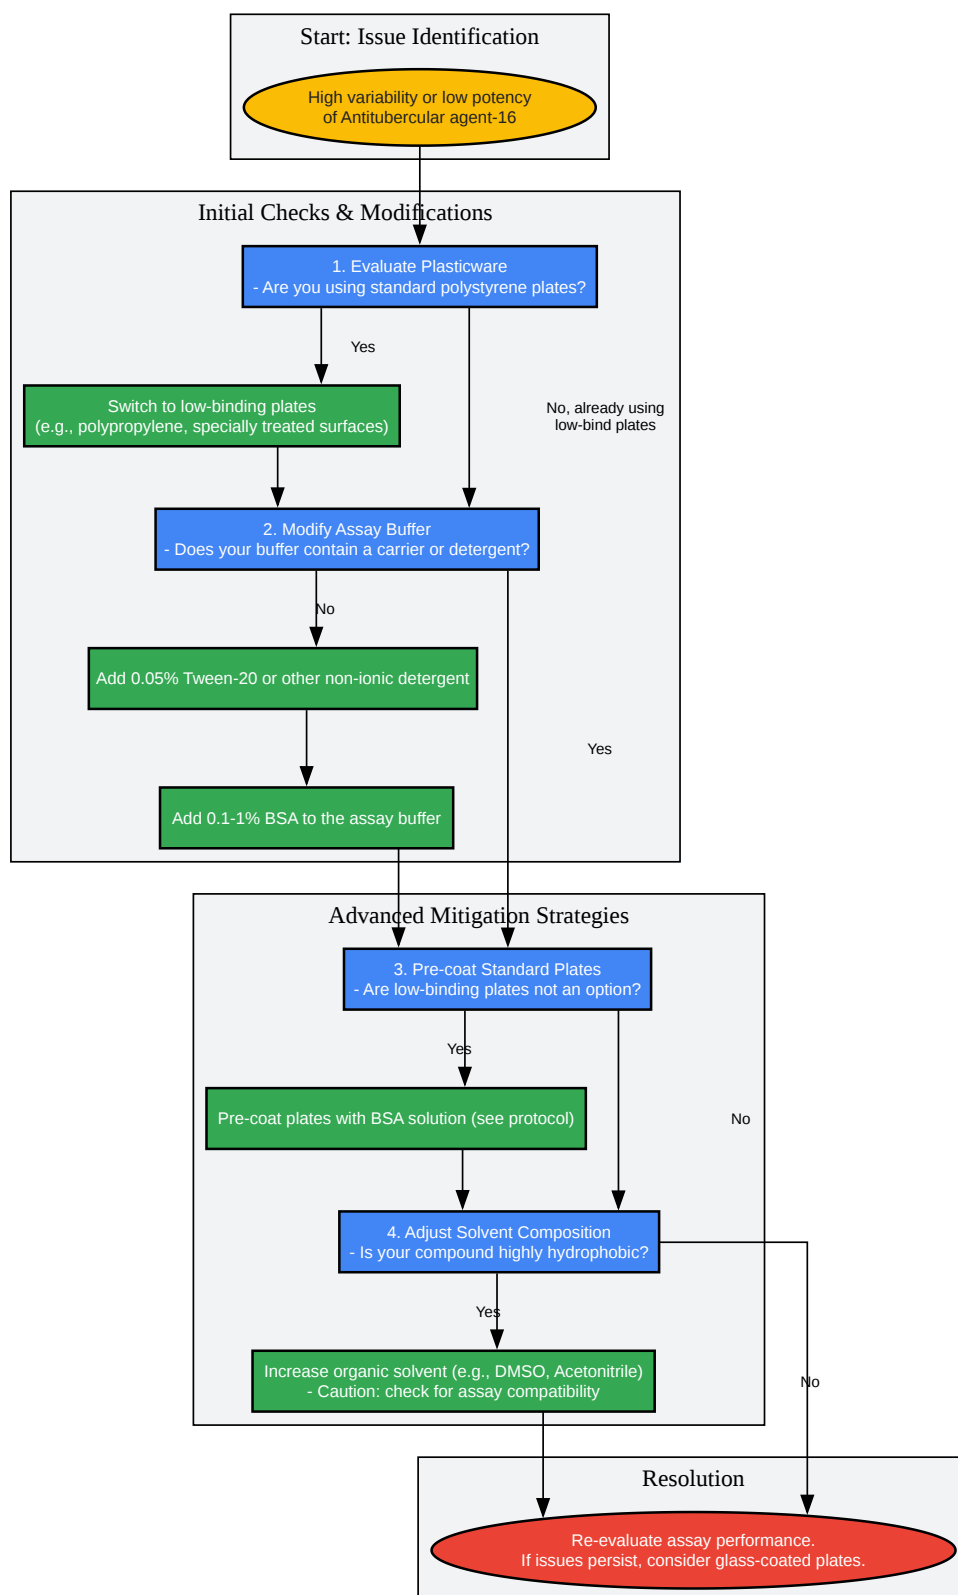 Start: Issue Identification
High variability or low potency
of Antitubercular agent-16
Initial Checks & Modifications
1. Evaluate Plasticware
- Are you using standard polystyrene plates?
Yes
Switch to low-binding plates
(e.g., polypropylene, specially treated surfaces)
No, already using
low-bind plates
2. Modify Assay Buffer
- Does your buffer contain a carrier or detergent?
No
Add 0.05% Tween-20 or other non-ionic detergent
Yes
Add 0.1-1% BSA to the assay buffer
Advanced Mitigation Strategies
3. Pre-coat Standard Plates
- Are low-binding plates not an option?
Yes
Pre-coat plates with BSA solution (see protocol)
No
4. Adjust Solvent Composition
- Is your compound highly hydrophobic?
Yes
Increase organic solvent (e.g., DMSO, Acetonitrile)
- Caution: check for assay compatibility
No
Resolution
Re-evaluate assay performance.
If issues persist, consider glass-coated plates.